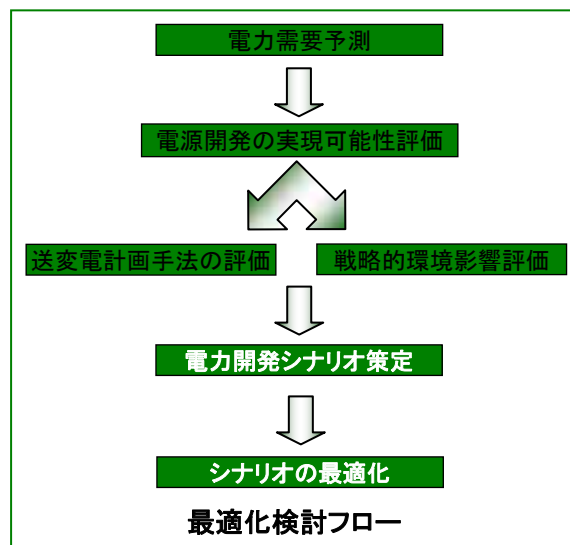 電力需要予測
電源開発の実現可能性評価
送変電計画手法の評価
戦略的環境影響評価
電力開発シナリオ策定
シナリオの最適化
最適化検討フロー